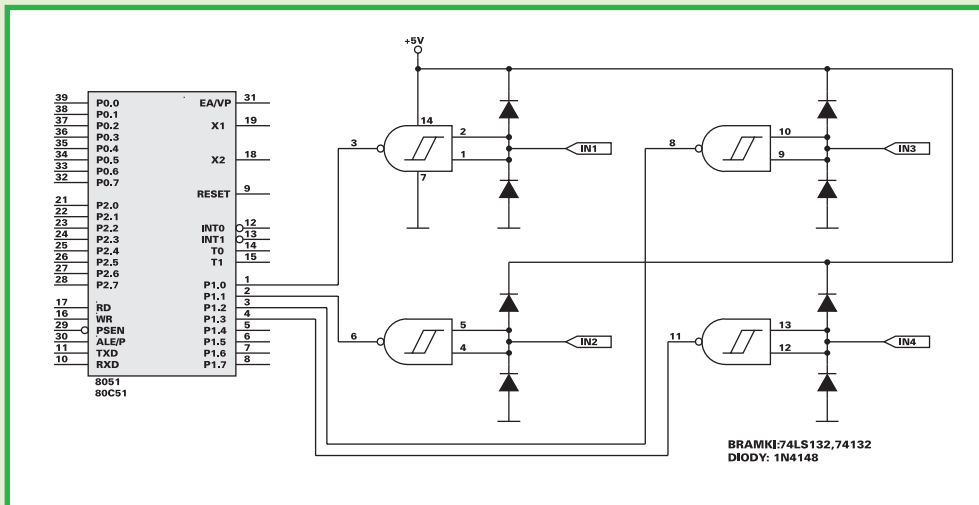 +5V
39 P0.0 EA/VP 31
38 P0.1
37 P0.2 X1 19
36 P0.3
35 P0.4
34 P0.5 X2 18
33 P0.6
32 P0.7
RESET 9
21 P2.0
22 P2.1
23 P2.2 INT0 12
24 P2.3 INT1 13
25 P2.4 T0 14
26 P2.5 T1 15
27 P2.6
28 P2.7 P1.0 1
P1.1 2
17 RD P1.2 3
16 WR P1.3 4
29 PSEN P1.4 5
30 ALE/P P1.5 6
11 TXD P1.6 7
10 RXD P1.7 8
8051
80C51
14
3 2 IN1
1
7
8 10 IN3
9
6 5 IN2
4
11 13 IN4
12
BRAMKI:74LS132,74132
DIODY: 1N4148